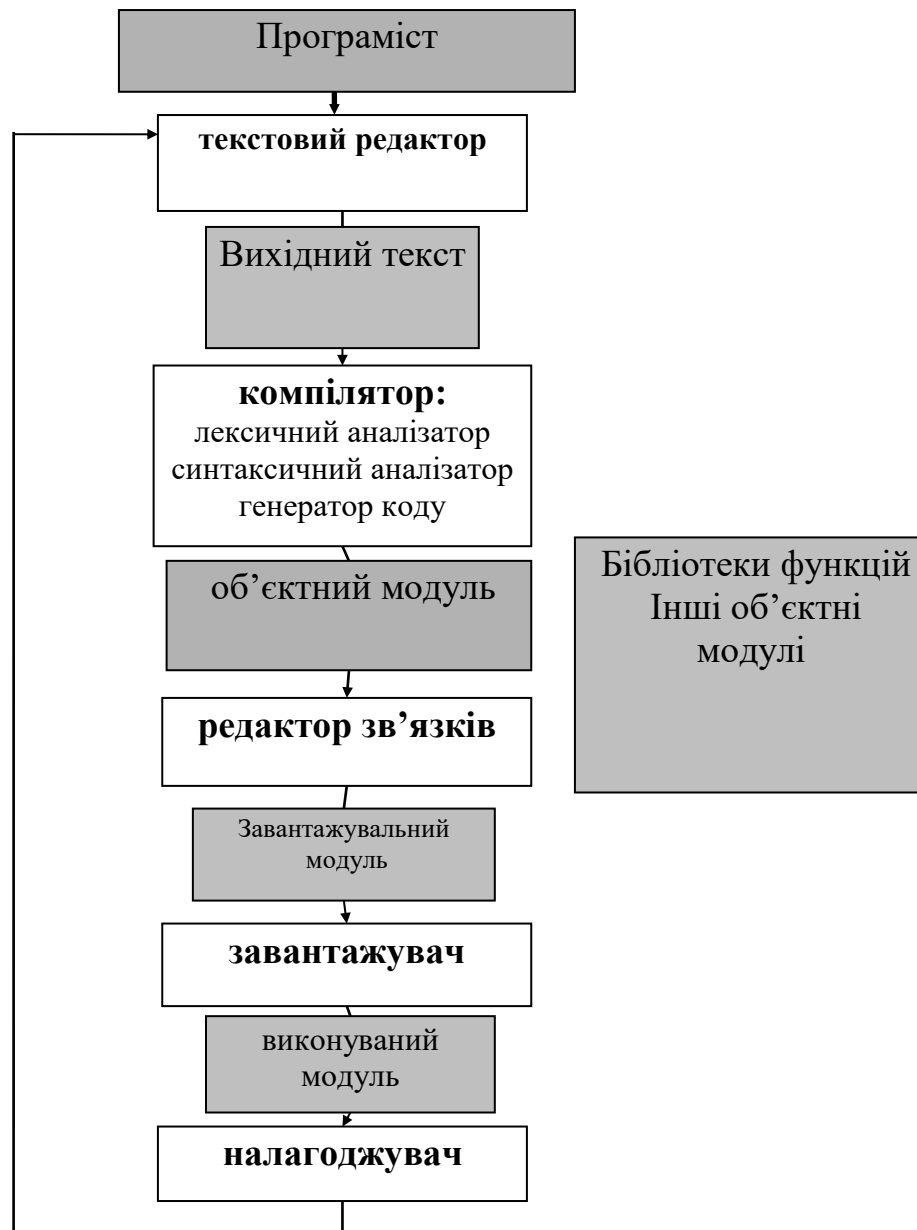 Програміст
текстовий редактор
Вихідний текст
компілятор:
лексичний аналізатор
синтаксичний аналізатор
генератор коду
об’єктний модуль
Бібліотеки функцій
Інші об’єктні
модулі
редактор зв’язків
Завантажувальний
модуль
завантажувач
виконуваний
модуль
налагоджувач